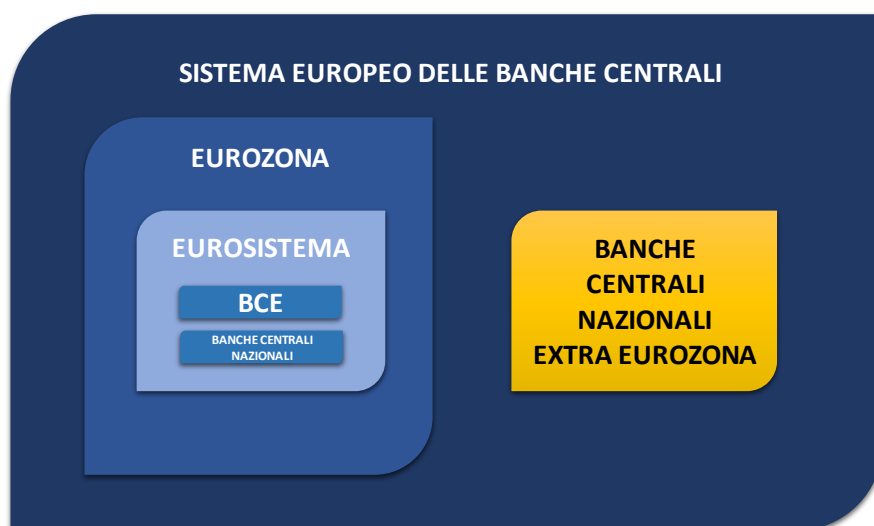 SISTEMA EUROPEO DELLE BANCHE CENTRALI
EUROZONA
EUROSISTEMA
BCE
BANCHE CENTRALI
NAZIONALI
BANCHE
CENTRALI
NAZIONALI
EXTRA EUROZONA